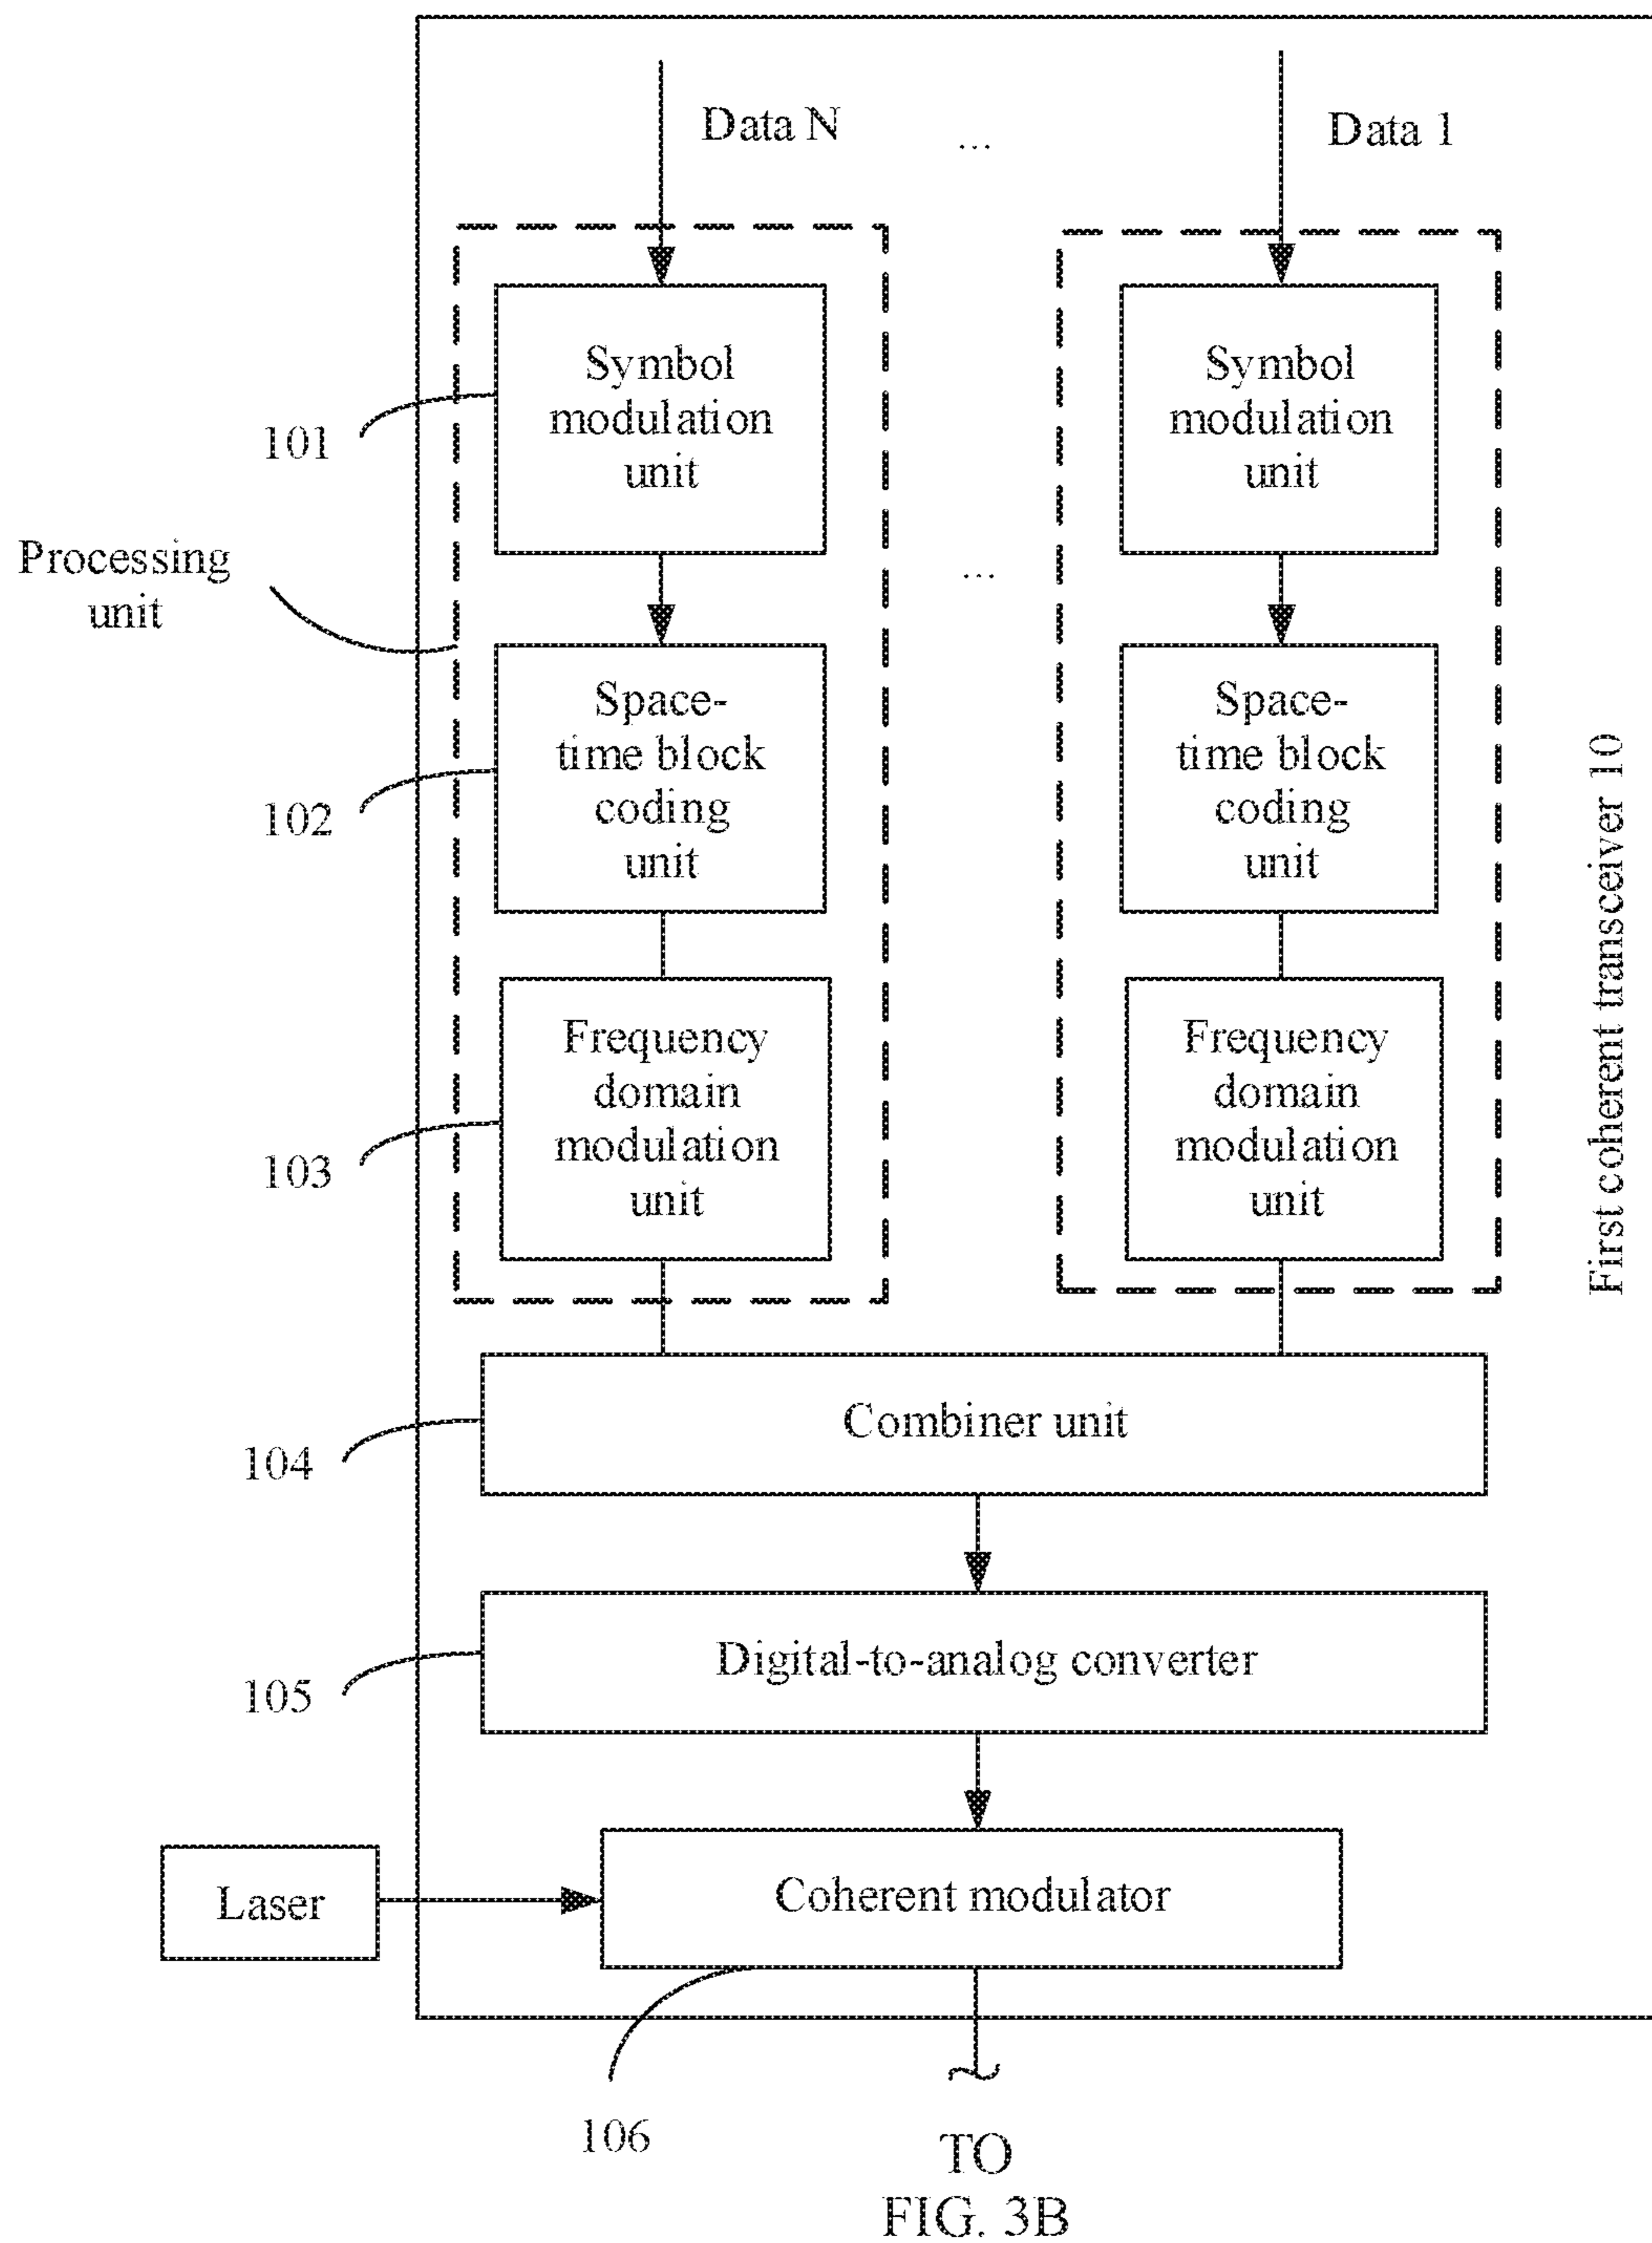 Data N
...
Data 1
Symbol
modulation
unit
Symbol
modulation
unit
101
Processing
unit
...
Space-
time block
coding
unit
Space-
time block
coding
unit
102
First coherent transceiver 10
Frequency
domain
modulation
unit
Frequency
domain
modulation
unit
103
Combiner unit
104
Digital-to-analog converter
105
Laser
Coherent modulator
106
TO
FIG. 3B